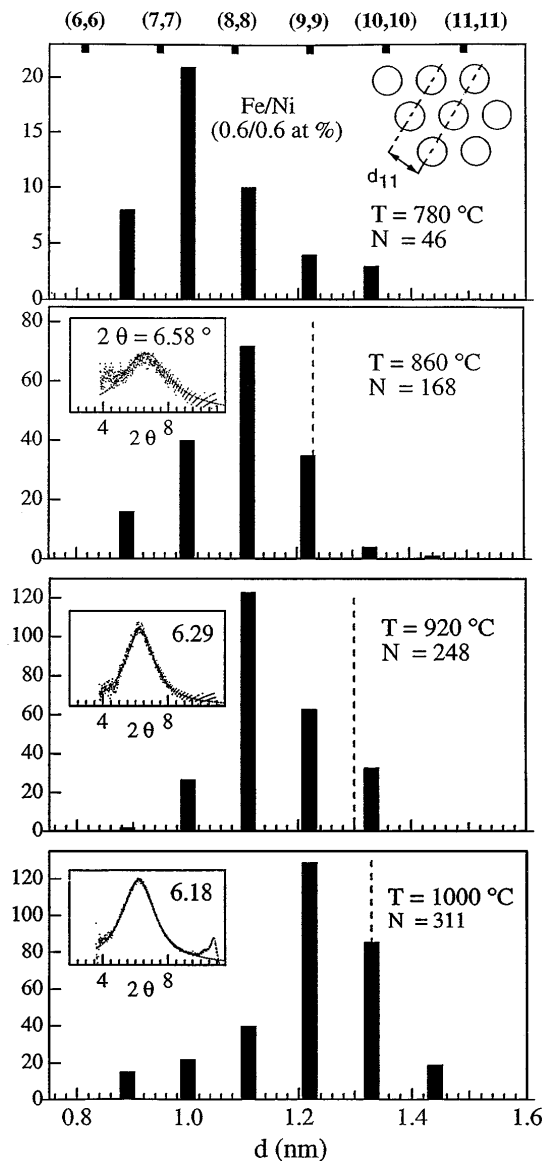 (6,6) (7,7) (8,8) (9,9) (10,10) (11,11)
20
15
10
5
0
Fe/Ni
(0.6/0.6 at %)
d11
T = 780 °C
N = 46
80
60
40
20
0
2 θ = 6.58 °
4 8
2 θ
T = 860 °C
N = 168
120
100
80
60
40
20
0
6.29
4 8
2 θ
T = 920 °C
N = 248
120
100
80
60
40
20
0
6.18
4 8
2 θ
T = 1000 °C
N = 311
0.8 1.0 1.2 1.4 1.6
d (nm)